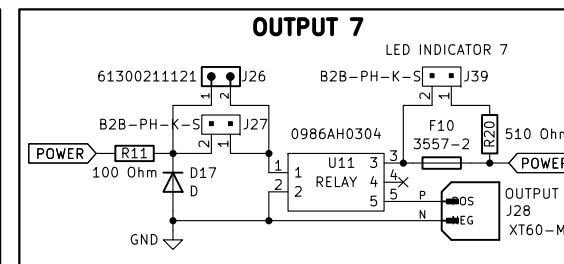 OUTPUT 7
LED INDICATOR 7
61300211121 J26
1 2
B2B-PH-K-S J39
2 1
B2B-PH-K-S J27
2 1
POWER
R11
100 Ohm
D17
D
GND
0986AH0304
U11
RELAY
1 1
2 2
3 3
4 4
5 5
F10
3557-2
R20
510 Ohm
POWER
P
N
POS
NEG
OUTPUT
J28
XT60-M